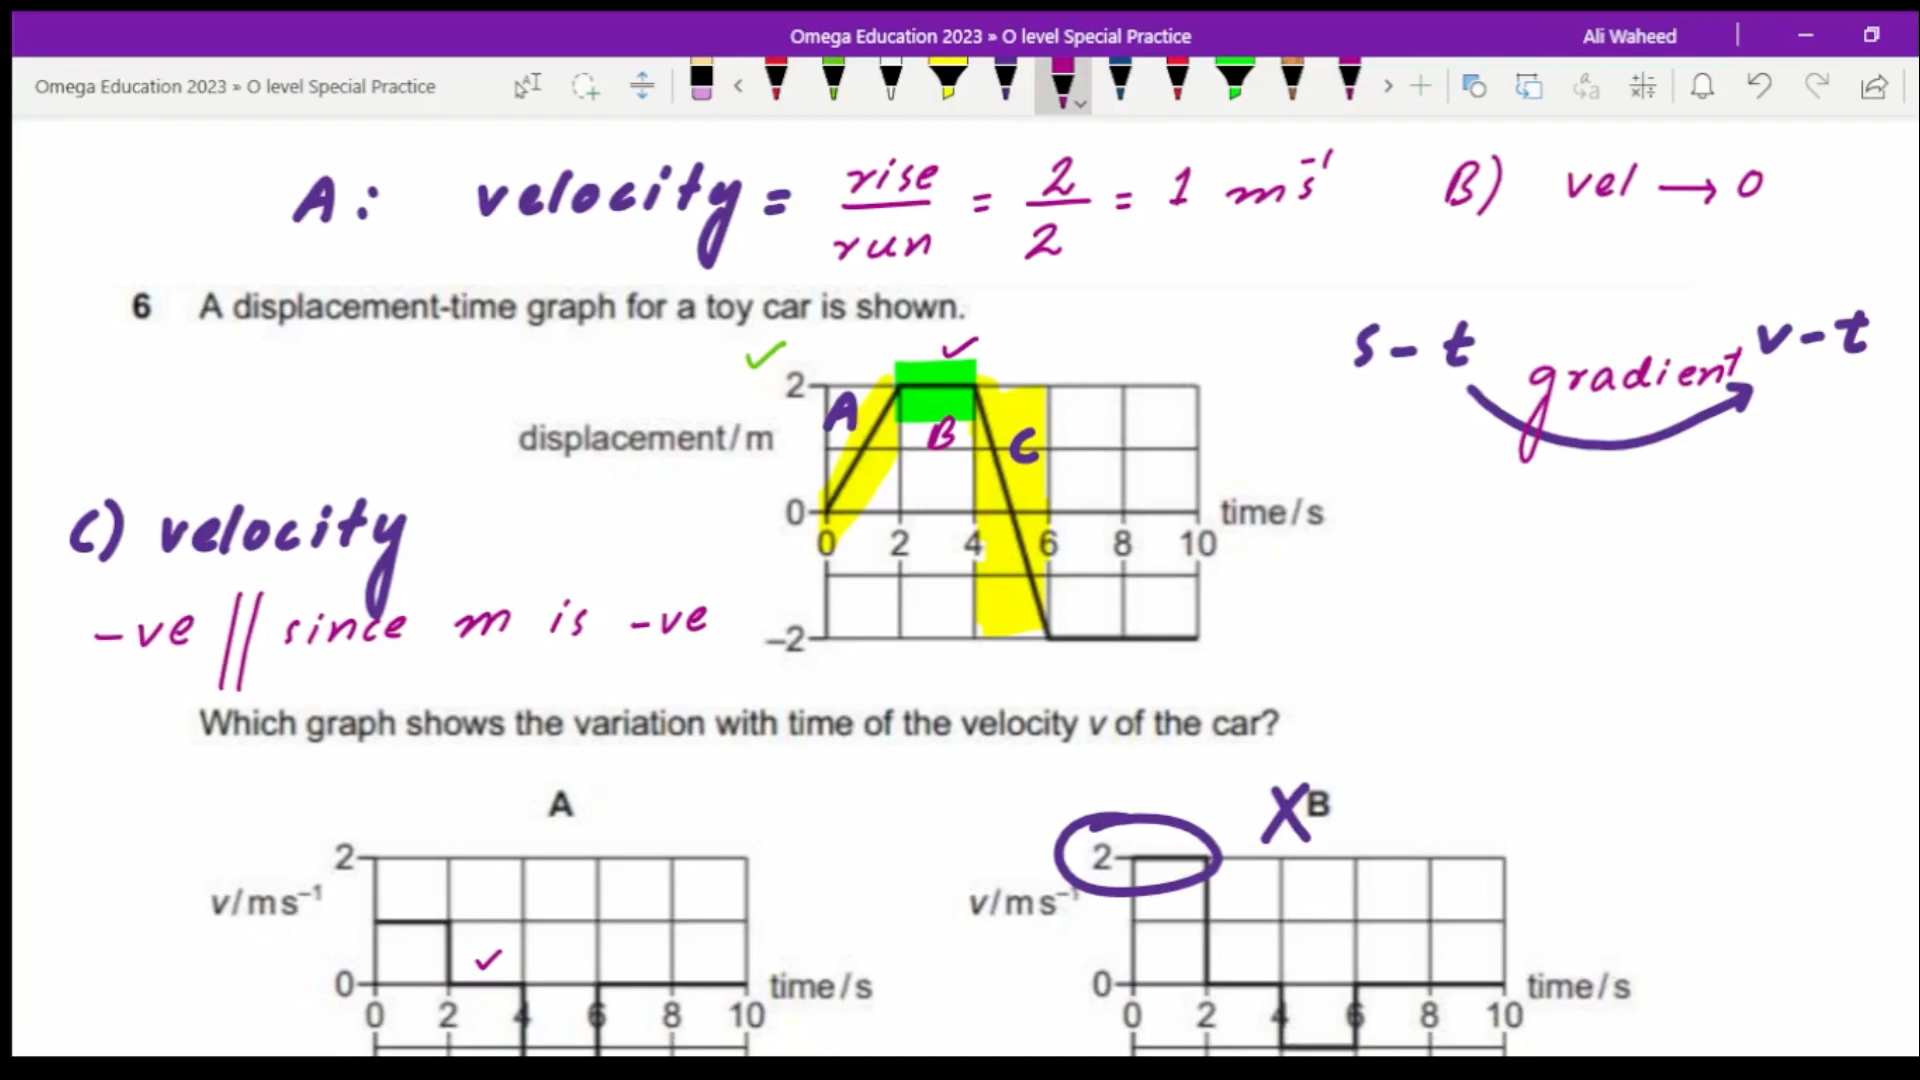 Omega Education 2023 » O level Special Practice
Ali Waheed
Omega Education 2023 » O level Special Practice
A: velocity = rise/run = 2/2 = 1 ms⁻¹ B) vel → 0
6 A displacement-time graph for a toy car is shown.
s-t gradient v-t
2
A B C
displacement/m
0
time/s
0 2 4 6 8 10
-2
C) velocity
-ve // since m is -ve
Which graph shows the variation with time of the velocity v of the car?
A
2
v/ms⁻¹
0
time/s
0 2 4 6 8 10
X B
2
v/ms⁻¹
0
time/s
0 2 4 6 8 10